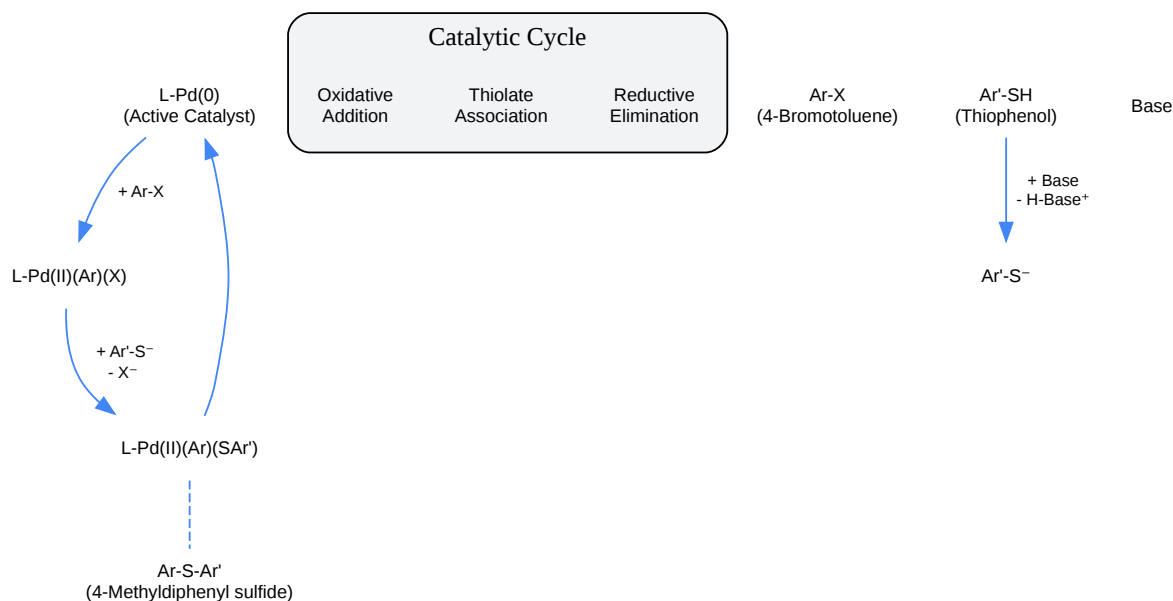 Catalytic Cycle
L-Pd(0)
(Active Catalyst)
Oxidative
Addition
Thiolate
Association
Reductive
Elimination
Ar-X
(4-Bromotoluene)
Ar'-SH
(Thiophenol)
Base
+ Ar-X
+ Base
- H-Base⁺
L-Pd(II)(Ar)(X)
Ar'-S⁻
+ Ar'-S⁻
- X⁻
L-Pd(II)(Ar)(SAr')
Ar-S-Ar'
(4-Methyldiphenyl sulfide)